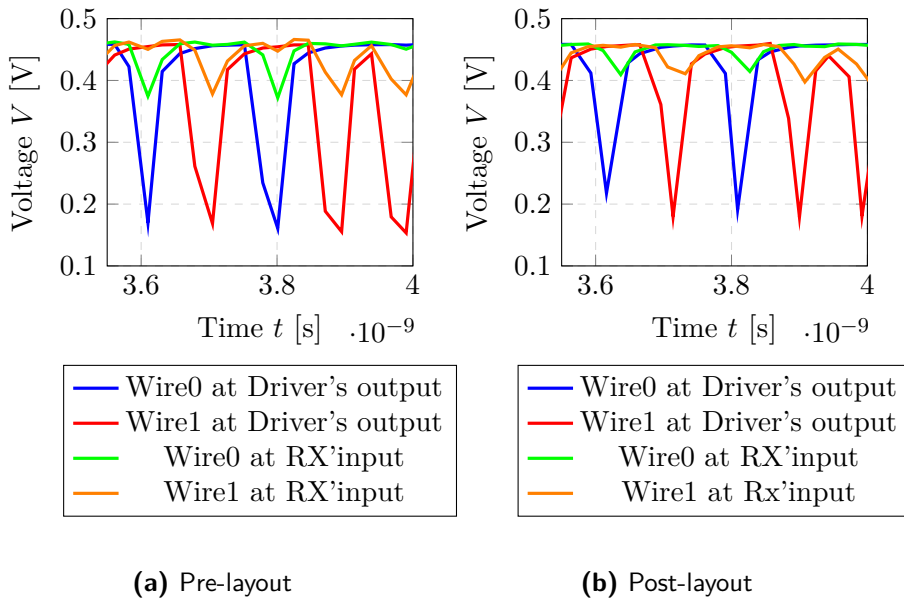 0.5
0.4
0.3
0.2
0.1
Voltage V [V]
3.6 3.8 4
Time t [s] ·10−9
Wire0 at Driver's output
Wire1 at Driver's output
Wire0 at RX'input
Wire1 at RX'input
(a) Pre-layout
0.5
0.4
0.3
0.2
0.1
Voltage V [V]
3.6 3.8 4
Time t [s] ·10−9
Wire0 at Driver's output
Wire1 at Driver's output
Wire0 at RX'input
Wire1 at Rx'input
(b) Post-layout